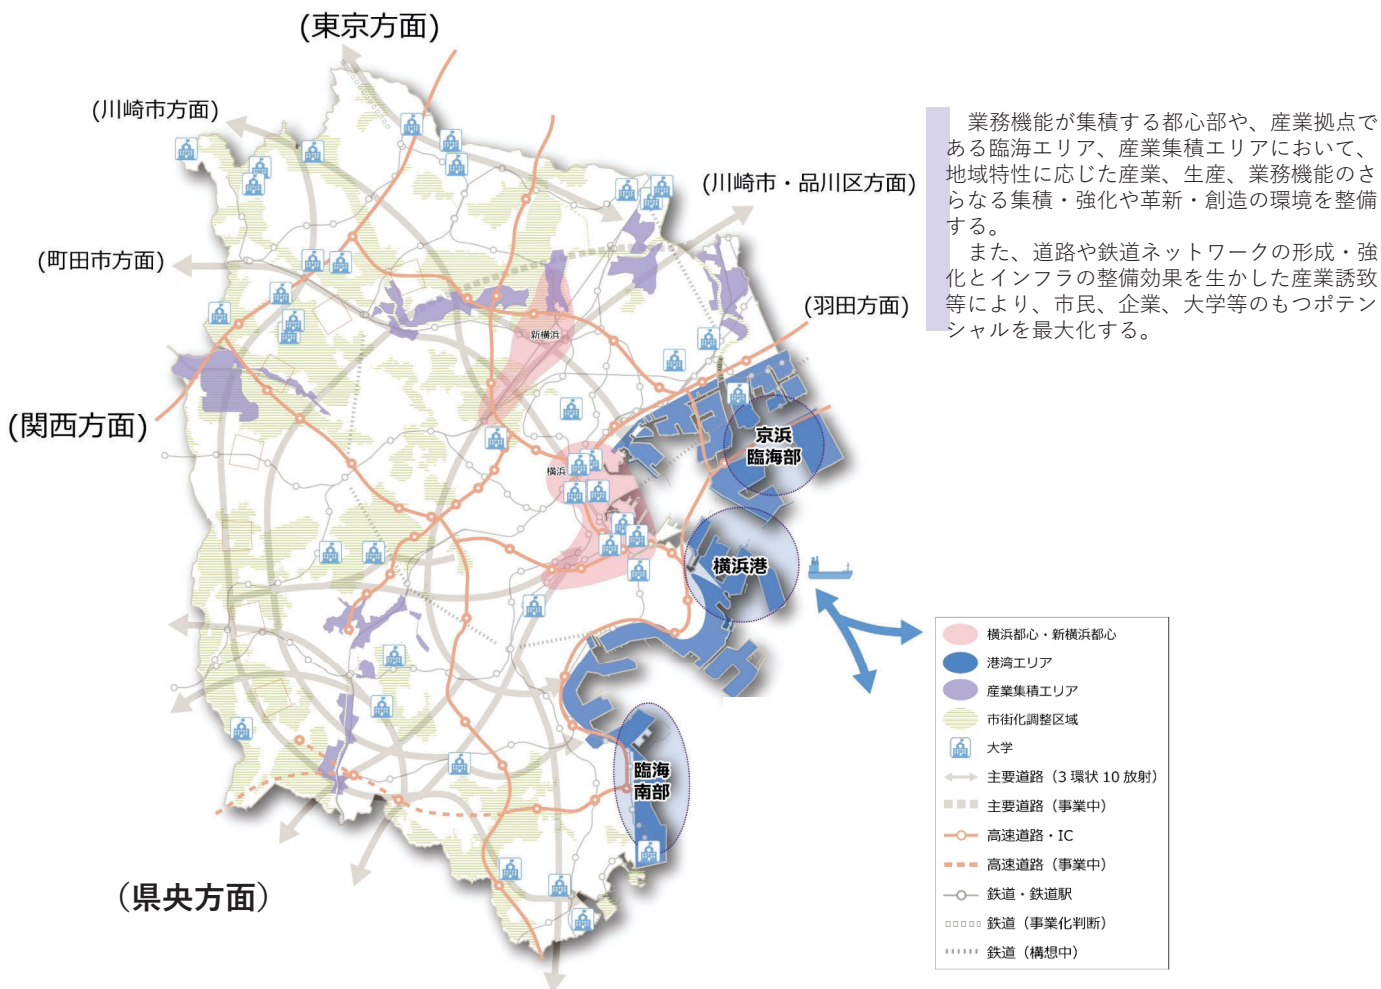 (東京方面)
(川崎市方面)
(川崎市・品川区方面)
(町田市方面)
(羽田方面)
(関西方面)
(県央方面)
新横浜
横浜
京浜
臨海部
横浜港
臨海
南部
業務機能が集積する都心部や、産業拠点で
ある臨海エリア、産業集積エリアにおいて、
地域特性に応じた産業、生産、業務機能のさ
らなる集積・強化や革新・創造の環境を整備
する。
また、道路や鉄道ネットワークの形成・強
化とインフラの整備効果を生かした産業誘致
等により、市民、企業、大学等のもつポテン
シャルを最大化する。
横浜都心・新横浜都心
港湾エリア
産業集積エリア
市街化調整区域
大学
主要道路（3 環状 10 放射）
主要道路（事業中）
高速道路・IC
高速道路（事業中）
鉄道・鉄道駅
鉄道（事業化判断）
鉄道（構想中）